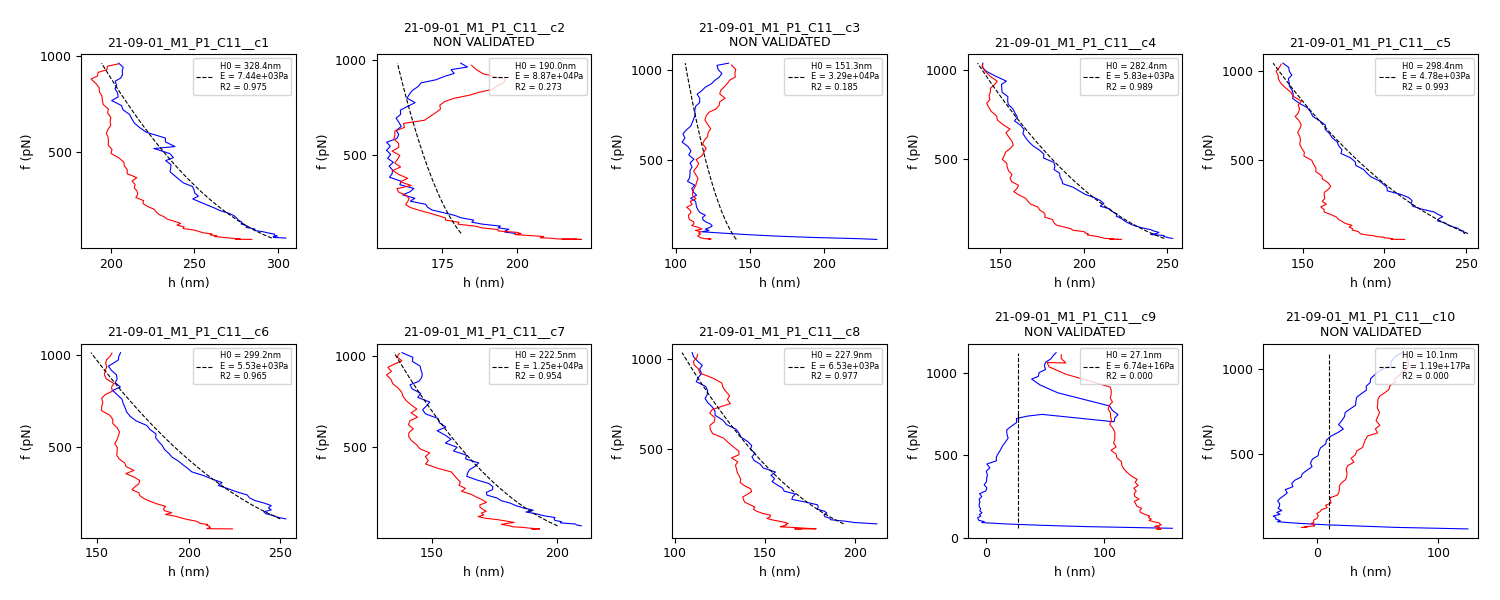 21-09-01_M1_P1_C11__c1
H0 = 328.4nm
E = 7.44e+03Pa
R2 = 0.975
1000
500
f (pN)
200 250 300
h (nm)
21-09-01_M1_P1_C11__c2
NON VALIDATED
H0 = 190.0nm
E = 8.87e+04Pa
R2 = 0.273
1000
500
f (pN)
175 200
h (nm)
21-09-01_M1_P1_C11__c3
NON VALIDATED
H0 = 151.3nm
E = 3.29e+04Pa
R2 = 0.185
1000
500
f (pN)
100 150 200
h (nm)
21-09-01_M1_P1_C11__c4
H0 = 282.4nm
E = 5.83e+03Pa
R2 = 0.989
1000
500
f (pN)
150 200 250
h (nm)
21-09-01_M1_P1_C11__c5
H0 = 298.4nm
E = 4.78e+03Pa
R2 = 0.993
1000
500
f (pN)
150 200 250
h (nm)
21-09-01_M1_P1_C11__c6
H0 = 299.2nm
E = 5.53e+03Pa
R2 = 0.965
1000
500
f (pN)
150 200 250
h (nm)
21-09-01_M1_P1_C11__c7
H0 = 222.5nm
E = 1.25e+04Pa
R2 = 0.954
1000
500
f (pN)
150 200
h (nm)
21-09-01_M1_P1_C11__c8
H0 = 227.9nm
E = 6.53e+03Pa
R2 = 0.977
1000
500
f (pN)
100 150 200
h (nm)
21-09-01_M1_P1_C11__c9
NON VALIDATED
H0 = 27.1nm
E = 6.74e+16Pa
R2 = 0.000
1000
500
0
f (pN)
0 100
h (nm)
21-09-01_M1_P1_C11__c10
NON VALIDATED
H0 = 10.1nm
E = 1.19e+17Pa
R2 = 0.000
1000
500
f (pN)
0 100
h (nm)